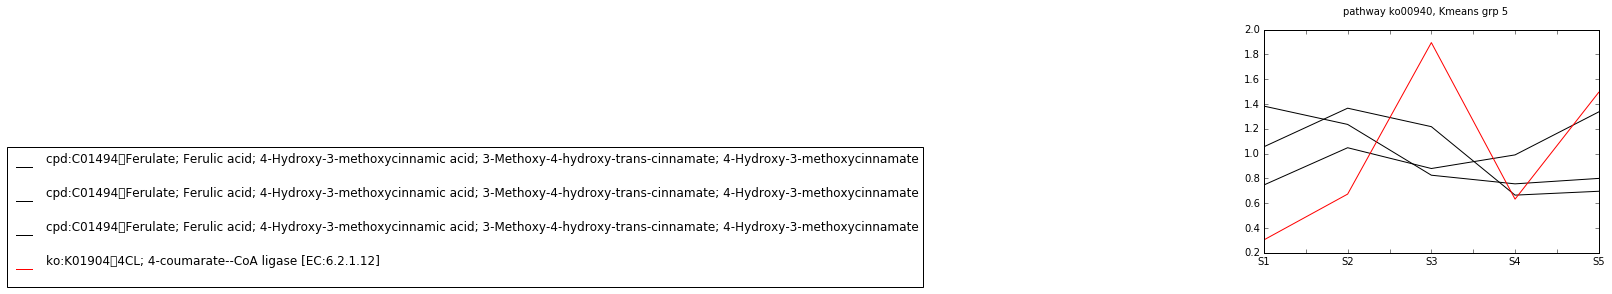 pathway ko00940, Kmeans grp 5
2.0
1.8
1.6
1.4
1.2
1.0
0.8
0.6
0.4
0.2
S1 S2 S3 S4 S5
cpd:C01494▯Ferulate; Ferulic acid; 4-Hydroxy-3-methoxycinnamic acid; 3-Methoxy-4-hydroxy-trans-cinnamate; 4-Hydroxy-3-methoxycinnamate
cpd:C01494▯Ferulate; Ferulic acid; 4-Hydroxy-3-methoxycinnamic acid; 3-Methoxy-4-hydroxy-trans-cinnamate; 4-Hydroxy-3-methoxycinnamate
cpd:C01494▯Ferulate; Ferulic acid; 4-Hydroxy-3-methoxycinnamic acid; 3-Methoxy-4-hydroxy-trans-cinnamate; 4-Hydroxy-3-methoxycinnamate
ko:K01904▯4CL; 4-coumarate--CoA ligase [EC:6.2.1.12]